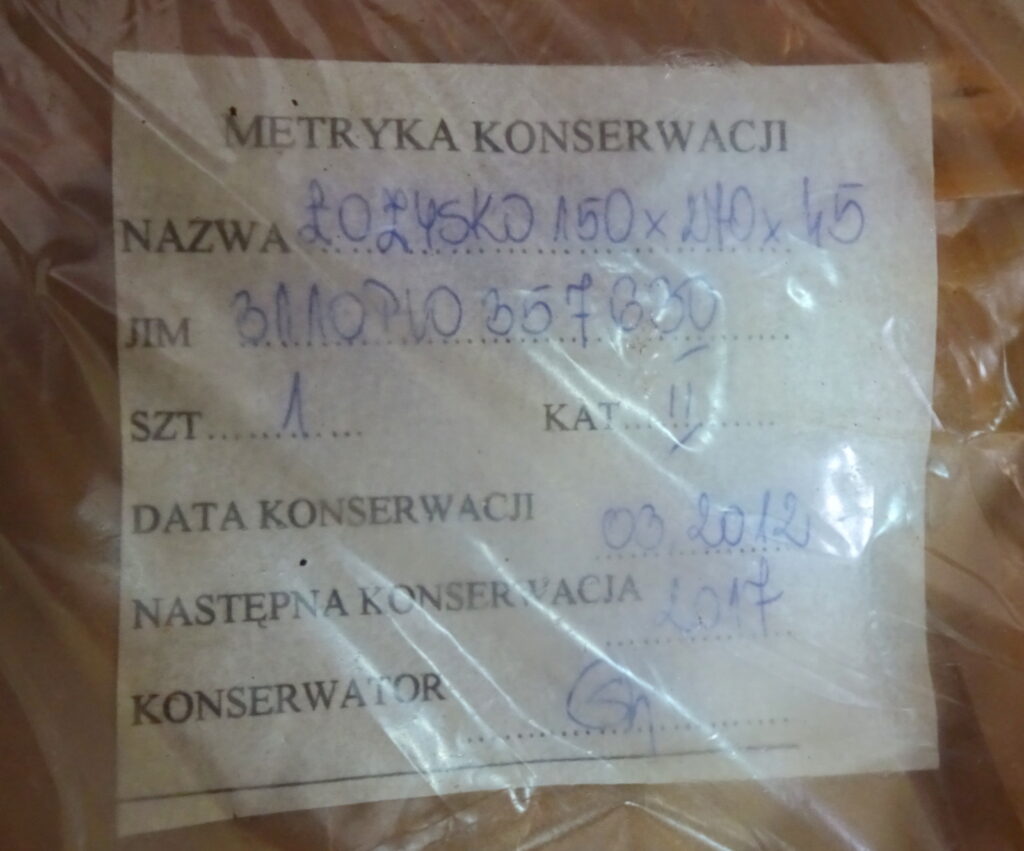 METRYKA KONSERWACJI
NAZWA ŁOŻYSKO 150 x 270 x 45
JIM 3110PL0357630
SZT 1 KAT II
DATA KONSERWACJI 03 2012
NASTĘPNA KONSERWACJA 2017
KONSERWATOR